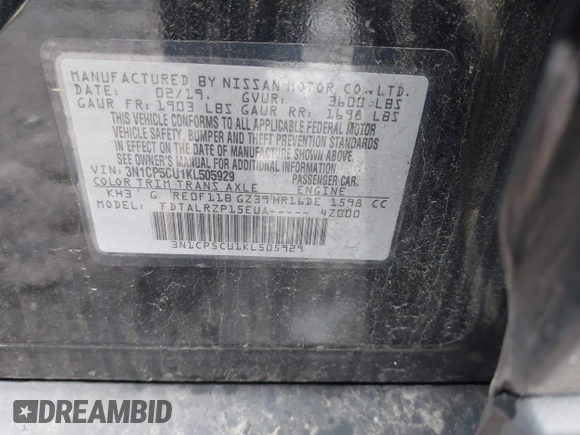 MANUFACTURED BY NISSAN MOTOR CO., LTD.
DATE: 02/19. GVWR: 3600 LBS
GAWR FR: 1903 LBS GAWR RR: 1698 LBS
THIS VEHICLE CONFORMS TO ALL APPLICABLE FEDERAL MOTOR
VEHICLE SAFETY, BUMPER AND THEFT PREVENTION STANDARDS
IN EFFECT ON THE DATE OF MANUFACTURE SHOWN ABOVE.
SEE OWNER'S MANUAL FOR ADDITIONAL INFORMATION
VIN: 3N1CP5CU1KL505929 PASSENGER CAR.
COLOR TRIM TRANS AXLE ENGINE
KH3 G RE0F11B GZ39 HR16DE 1598 CC
MODEL: FDTALRZP15EUA----- 4Z000
3N1CP5CU1KL505929
DREAMBID